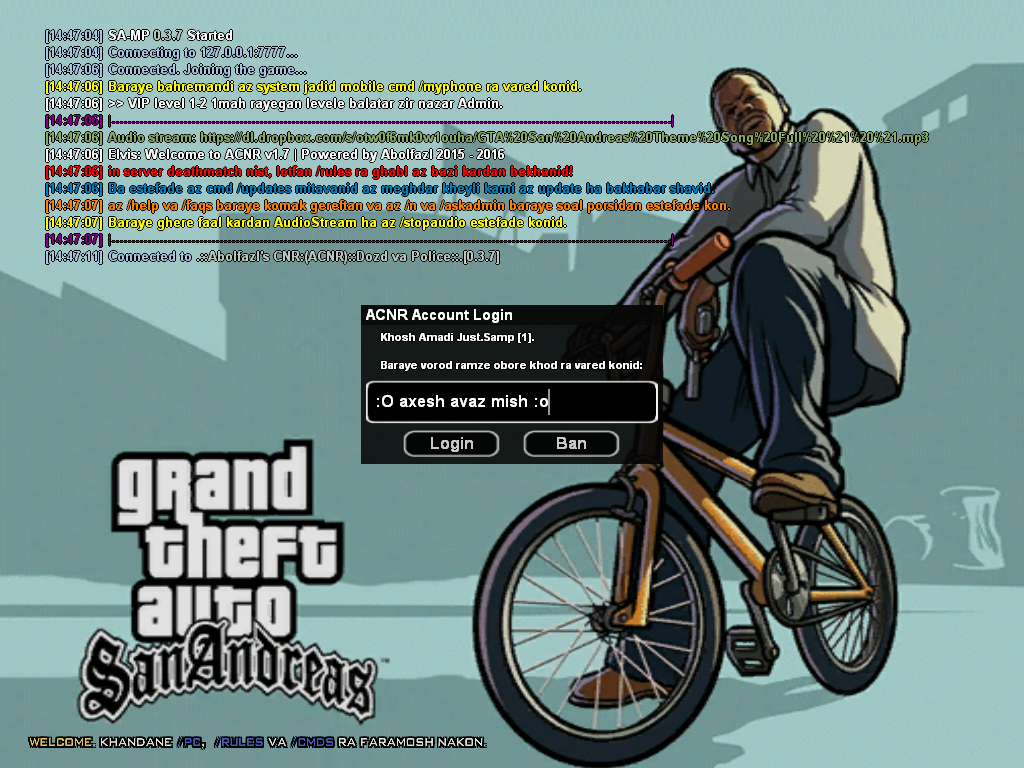 [14:47:04] SA-MP 0.3.7 Started
[14:47:04] Connecting to 127.0.0.1:7777...
[14:47:06] Connected. Joining the game...
[14:47:06] Baraye bahremandi az system jadid mobile cmd /myphone ra vared konid.
[14:47:06] >> VIP level 1-2 1mah rayegan levele balatar zir nazar Admin.
[14:47:06] |--------------------------------------------------------------------------------------------------------------|
[14:47:06] Audio stream: https://dl.dropbox.com/s/otw0f8mk0w1ouha/GTA%20San%20Andreas%20Theme%20Song%20Full%20%21%20%21.mp3
[14:47:06] Elvis: Welcome to ACNR v1.7 | Powered by Abolfazl 2015 - 2016
[14:47:06] in server deathmatch nist, lotfan /rules ra ghabl az bazi kardan bekhanid!
[14:47:06] Ba estefade az cmd /updates mitavanid az meghdar kheyli kami az update ha bakhabar shavid.
[14:47:07] az /help va /faqs baraye komak gereftan va az /n va /askadmin baraye soal porsidan estefade kon.
[14:47:07] Baraye ghere faal kardan AudioStream ha az /stopaudio estefade konid.
[14:47:07] |--------------------------------------------------------------------------------------------------------------|
[14:47:11] Connected to .::Abolfazl's CNR:(ACNR)::Dozd va Police::.[0.3.7]
ACNR Account Login
Khosh Amadi Just.Samp [1].
Baraye vorod ramze obore khod ra vared konid:
:O axesh avaz mish :o
Login Ban
grand
theft
auto
San Andreas™
WELCOME. KHANDANE //PC, //RULES VA //CMDS RA FARAMOSH NAKON.